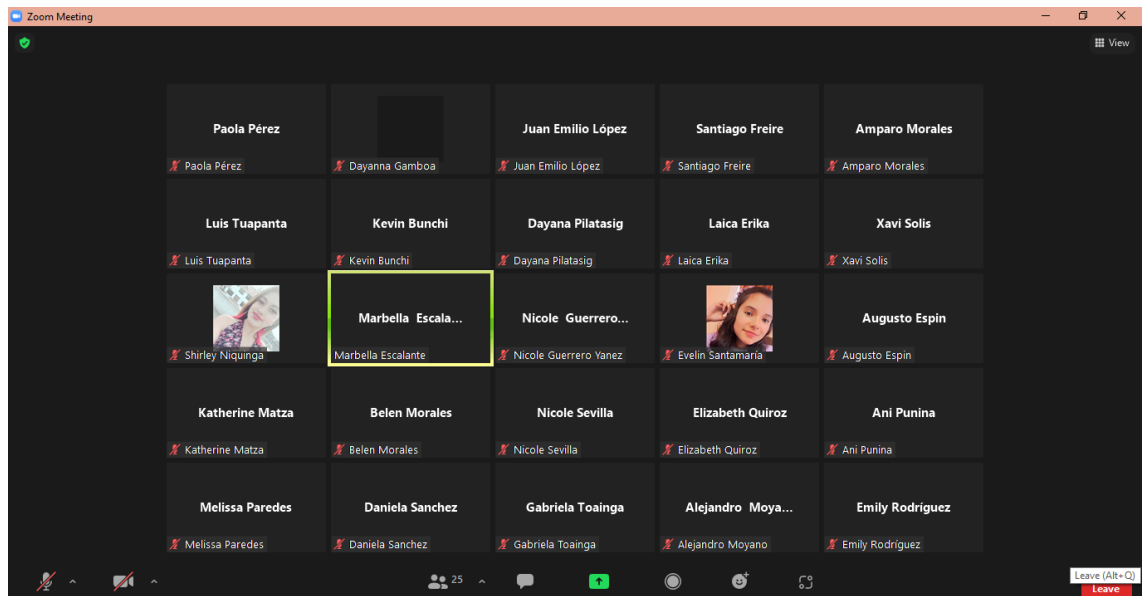 Zoom Meeting
View
Paola Pérez
Juan Emilio López
Santiago Freire
Amparo Morales
Paola Pérez
Dayanna Gamboa
Juan Emilio López
Santiago Freire
Amparo Morales
Luis Tuapanta
Kevin Bunchi
Dayana Pilatasig
Laica Erika
Xavi Solis
Luis Tuapanta
Kevin Bunchi
Dayana Pilatasig
Laica Erika
Xavi Solis
Marbella Escala...
Nicole Guerrero...
Augusto Espin
Shirley Niquinga
Marbella Escalante
Nicole Guerrero Yanez
Evelin Santamaría
Augusto Espin
Katherine Matza
Belen Morales
Nicole Sevilla
Elizabeth Quiroz
Ani Punina
Katherine Matza
Belen Morales
Nicole Sevilla
Elizabeth Quiroz
Ani Punina
Melissa Paredes
Daniela Sanchez
Gabriela Toainga
Alejandro Moya...
Emily Rodríguez
Melissa Paredes
Daniela Sanchez
Gabriela Toainga
Alejandro Moyano
Emily Rodríguez
25
Leave (Alt+Q)
Leave